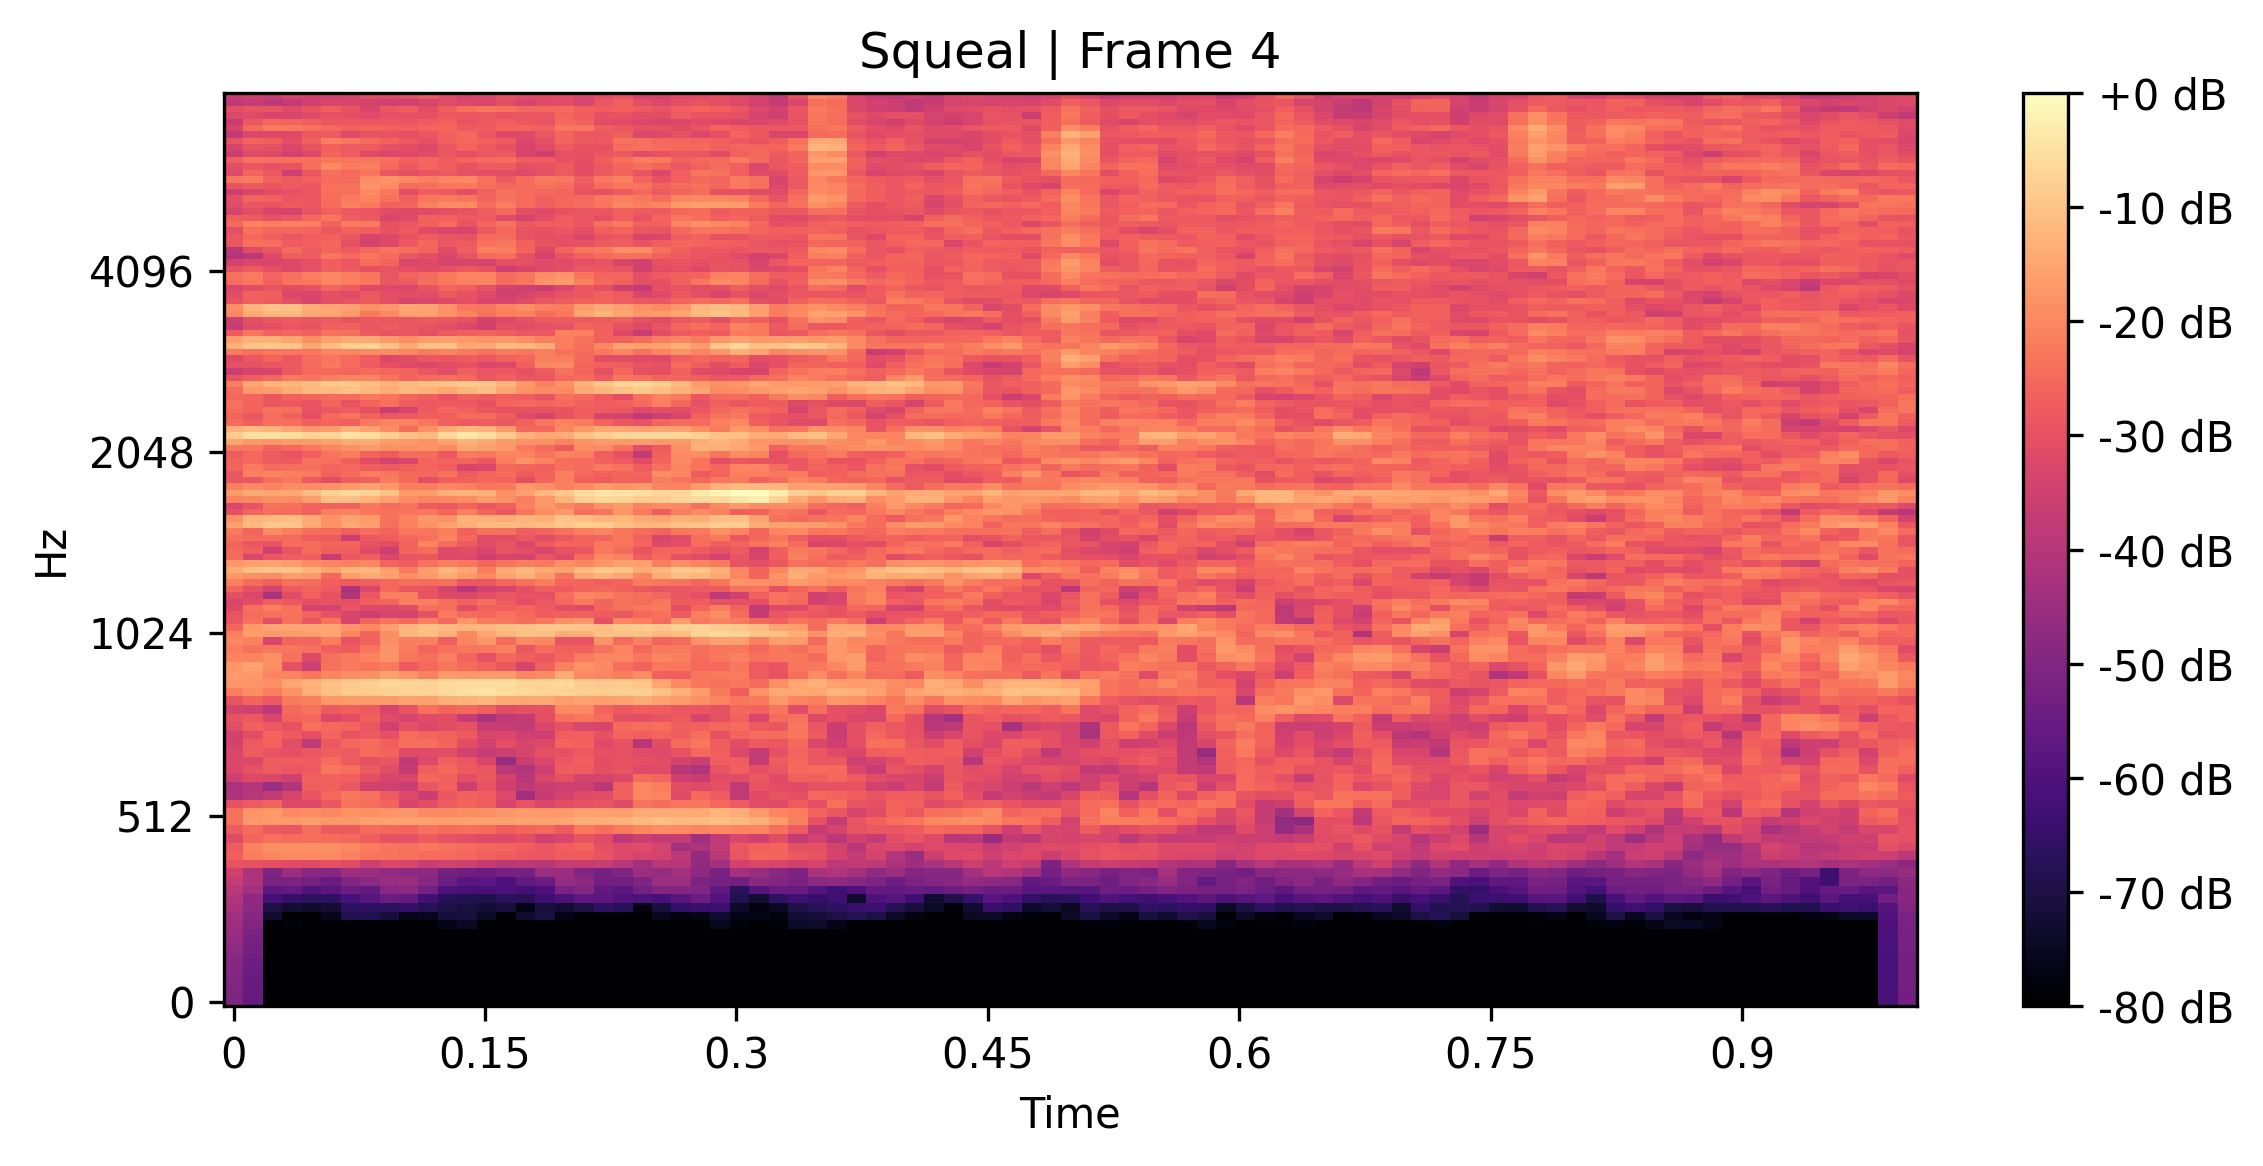 Squeal | Frame 4
Hz
4096
2048
1024
512
0
0 0.15 0.3 0.45 0.6 0.75 0.9
Time
+0 dB
-10 dB
-20 dB
-30 dB
-40 dB
-50 dB
-60 dB
-70 dB
-80 dB